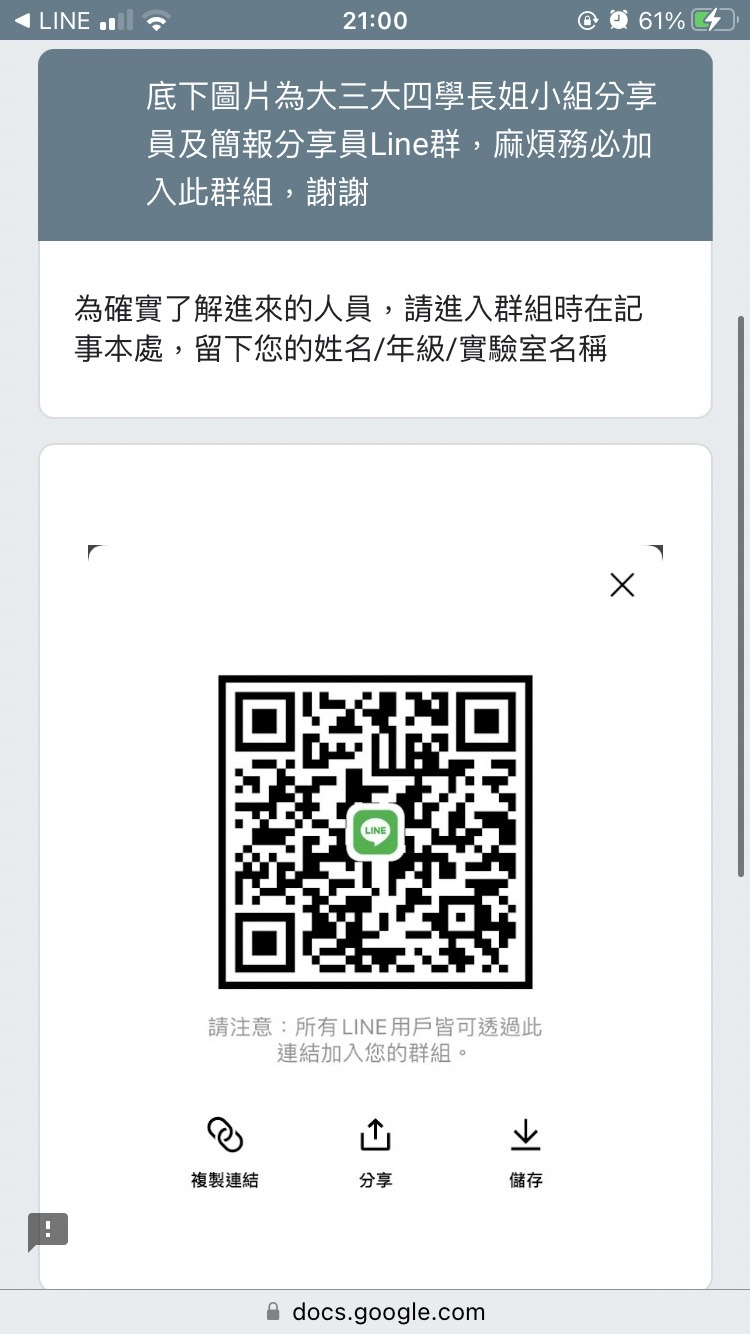 LINE
21:00
61%
底下圖片為大三大四學長姐小組分享
員及簡報分享員Line群，麻煩務必加
入此群組，謝謝
為確實了解進來的人員，請進入群組時在記
事本處，留下您的姓名/年級/實驗室名稱
LINE
請注意：所有LINE用戶皆可透過此
連結加入您的群組。
複製連結
分享
儲存
docs.google.com